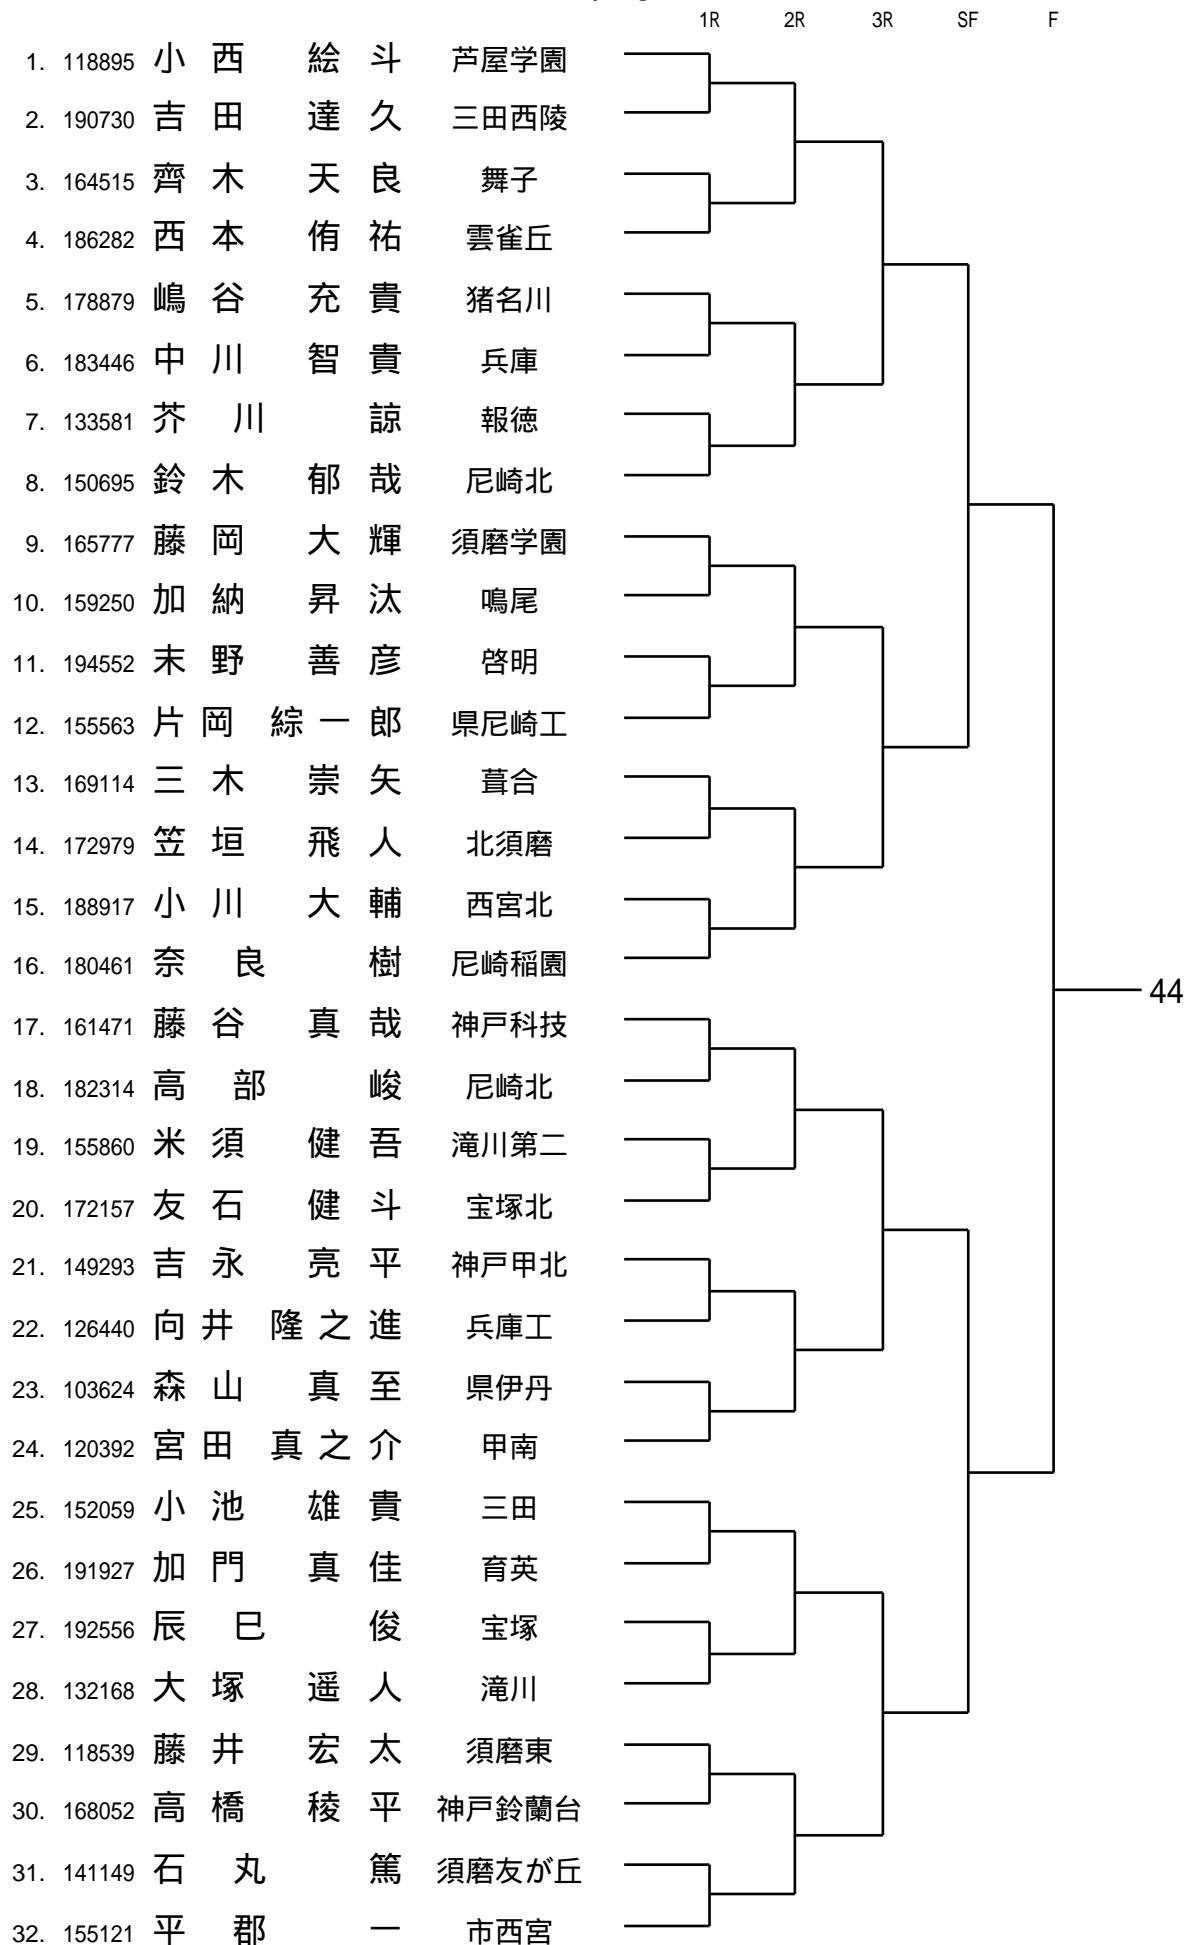 1R 2R 3R SF F
1. 118895 小西 絵斗 芦屋学園
2. 190730 吉田 達久 三田西陵
3. 164515 齊木 天良 舞子
4. 186282 西本 侑祐 雲雀丘
5. 178879 嶋谷 充貴 猪名川
6. 183446 中川 智貴 兵庫
7. 133581 芥川 諒 報徳
8. 150695 鈴木 郁哉 尼崎北
9. 165777 藤岡 大輝 須磨学園
10. 159250 加納 昇汰 鳴尾
11. 194552 末野 善彦 啓明
12. 155563 片岡 綜一郎 県尼崎工
13. 169114 三木 崇矢 葺合
14. 172979 笠垣 飛人 北須磨
15. 188917 小川 大輔 西宮北
16. 180461 奈良 樹 尼崎稲園
44
17. 161471 藤谷 真哉 神戸科技
18. 182314 高部 峻 尼崎北
19. 155860 米須 健吾 滝川第二
20. 172157 友石 健斗 宝塚北
21. 149293 吉永 亮平 神戸甲北
22. 126440 向井 隆之進 兵庫工
23. 103624 森山 真至 県伊丹
24. 120392 宮田 真之介 甲南
25. 152059 小池 雄貴 三田
26. 191927 加門 真佳 育英
27. 192556 辰巳 俊 宝塚
28. 132168 大塚 遥人 滝川
29. 118539 藤井 宏太 須磨東
30. 168052 高橋 稜平 神戸鈴蘭台
31. 141149 石丸 篤 須磨友が丘
32. 155121 平郡 一 市西宮